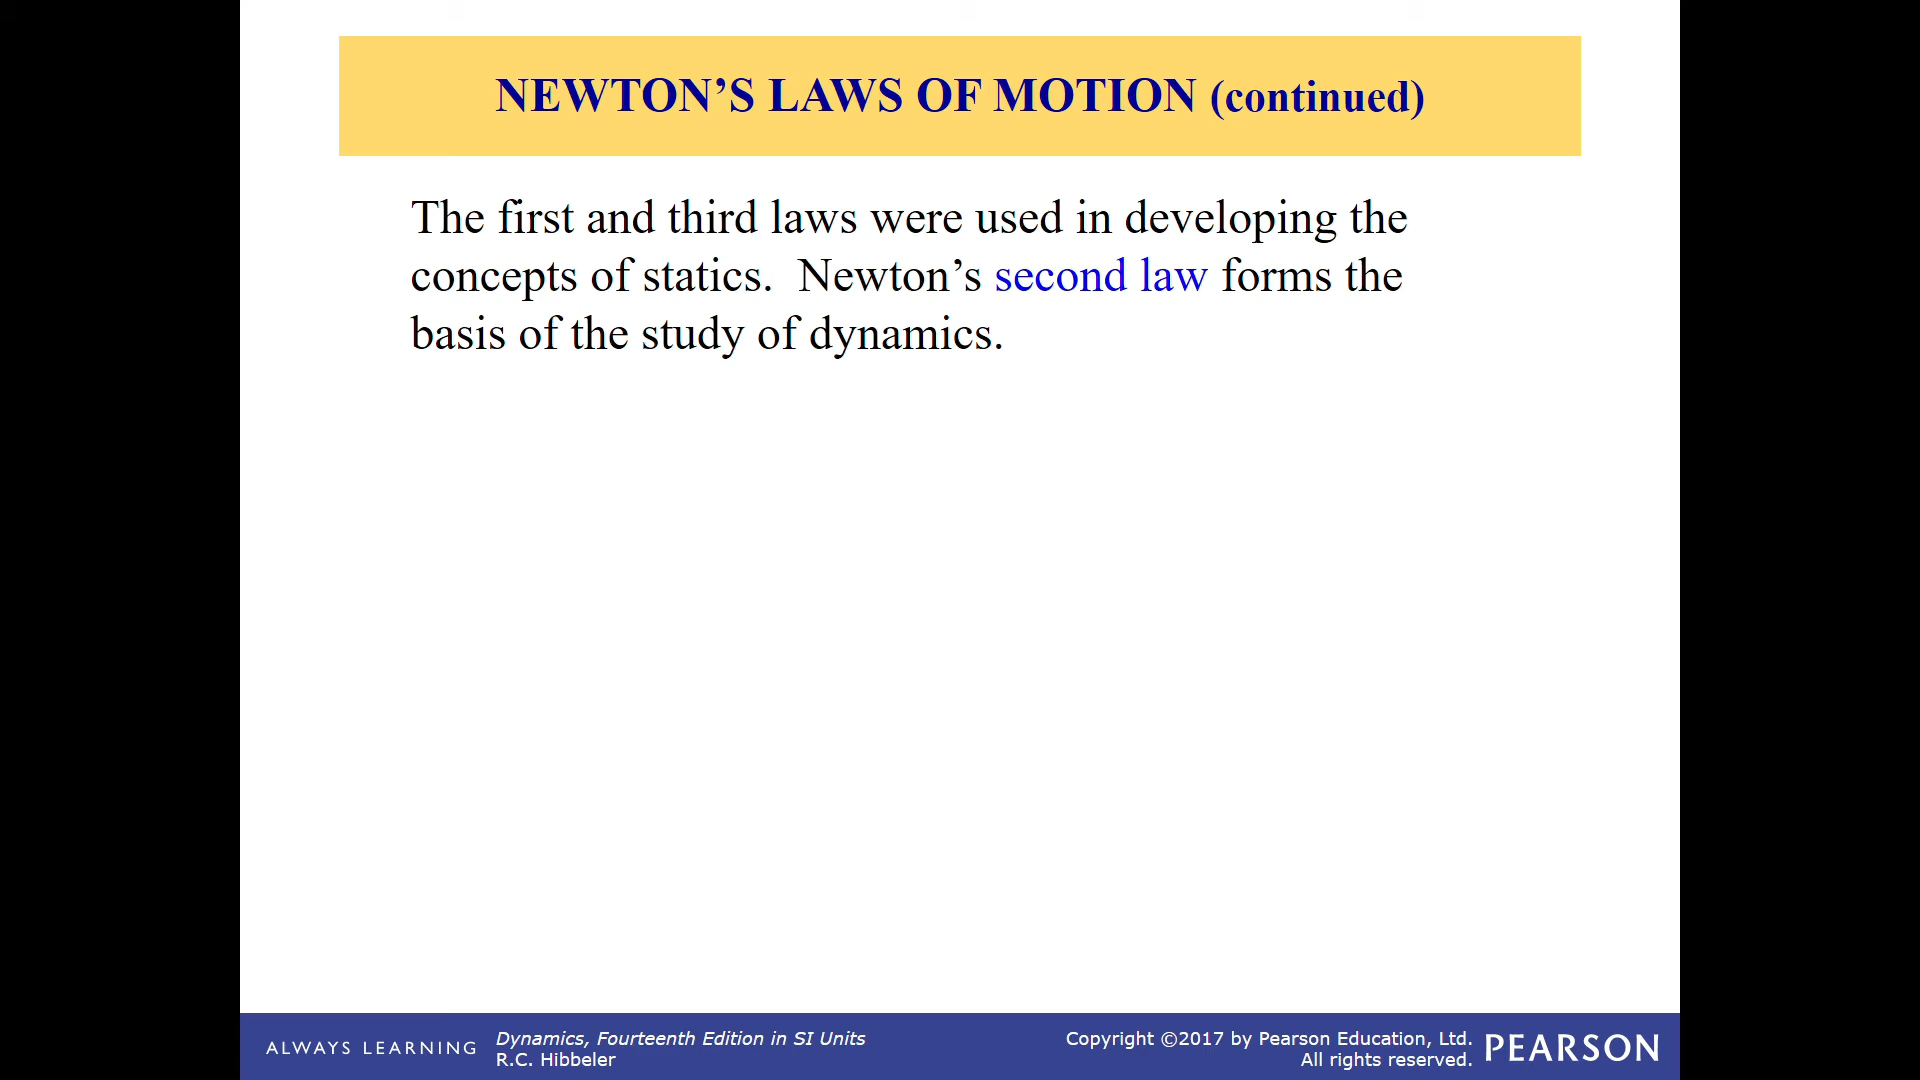 NEWTON’S LAWS OF MOTION (continued)
The first and third laws were used in developing the
concepts of statics.  Newton’s second law forms the
basis of the study of dynamics.
ALWAYS LEARNING
Dynamics, Fourteenth Edition in SI Units
R.C. Hibbeler
Copyright ©2017 by Pearson Education, Ltd.
All rights reserved.
PEARSON